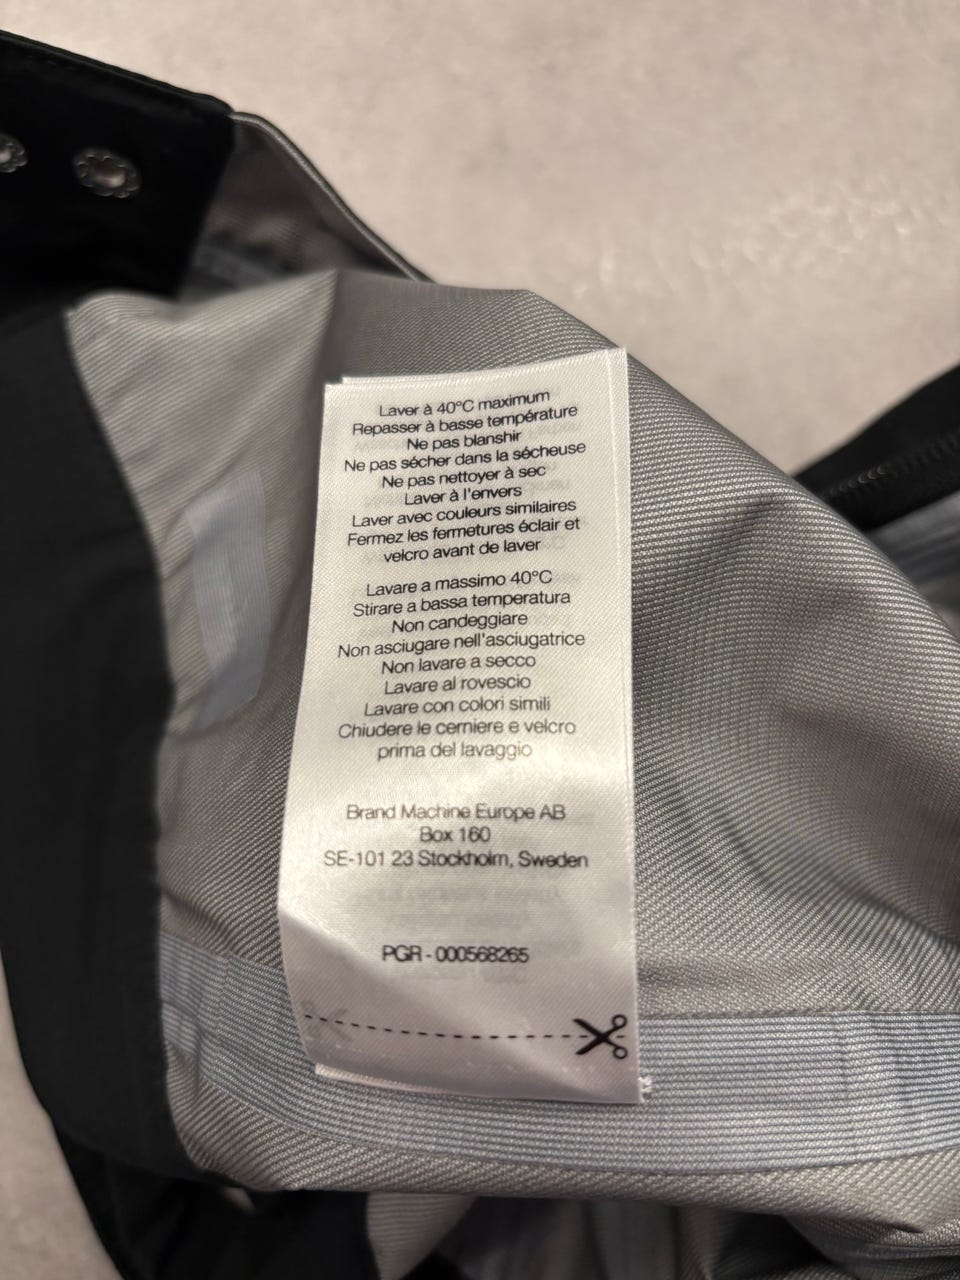 Laver à 40°C maximum
Repasser à basse température
Ne pas blanshir
Ne pas sécher dans la sécheuse
Ne pas nettoyer à sec
Laver à l'envers
Laver avec couleurs similaires
Fermez les fermetures éclair et
velcro avant de laver
Lavare a massimo 40°C
Stirare a bassa temperatura
Non candeggiare
Non asciugare nell'asciugatrice
Non lavare a secco
Lavare al rovescio
Lavare con colori simili
Chiudere le cerniere e velcro
prima del lavaggio
Brand Machine Europe AB
Box 160
SE-101 23 Stockholm, Sweden
PGR - 000568265